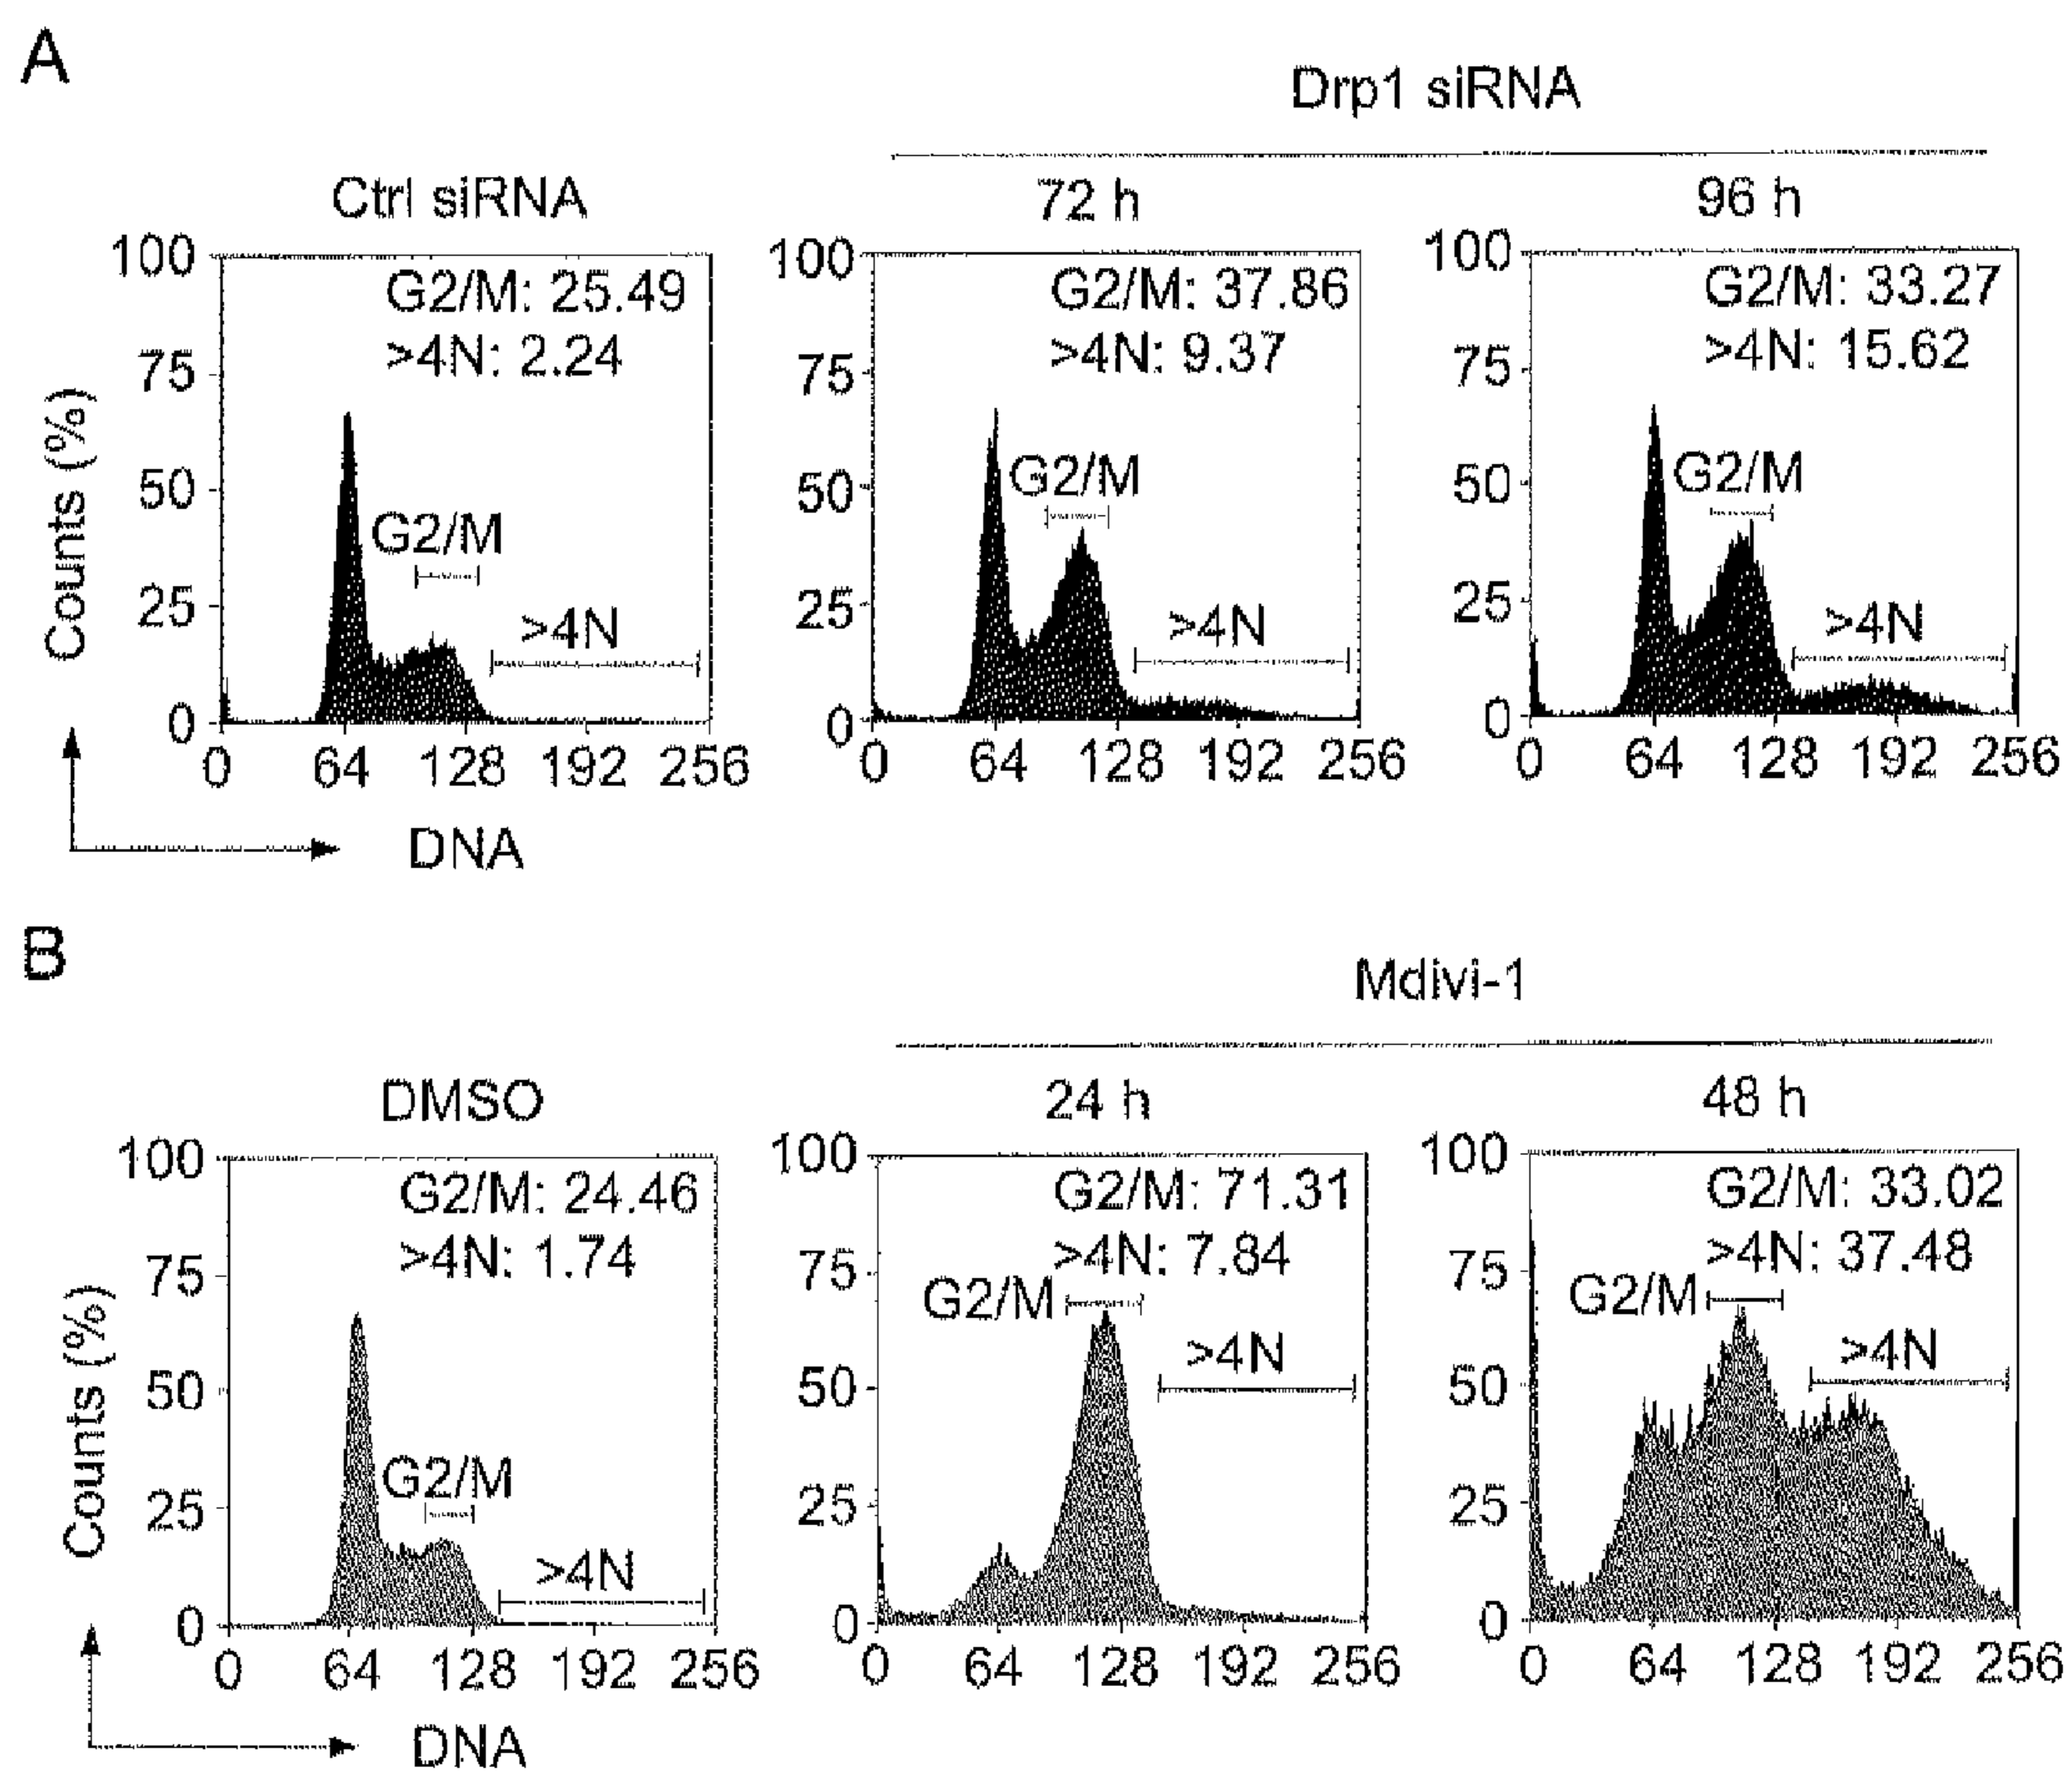 A
Drp1 siRNA
Ctrl siRNA
72 h
96 h
G2/M: 25.49
>4N: 2.24
G2/M
>4N
100
75
50
25
0
0 64 128 192 256
G2/M: 37.86
>4N: 9.37
G2/M
>4N
100
75
50
25
0
0 64 128 192 256
G2/M: 33.27
>4N: 15.62
G2/M
>4N
100
75
50
25
0
0 64 128 192 256
Counts (%)
DNA
B
Mdivi-1
DMSO
24 h
48 h
G2/M: 24.46
>4N: 1.74
G2/M
>4N
100
75
50
25
0
0 64 128 192 256
G2/M: 71.31
>4N: 7.84
G2/M
>4N
100
75
50
25
0
0 64 128 192 256
G2/M: 33.02
>4N: 37.48
G2/M
>4N
100
75
50
25
0
0 64 128 192 256
Counts (%)
DNA